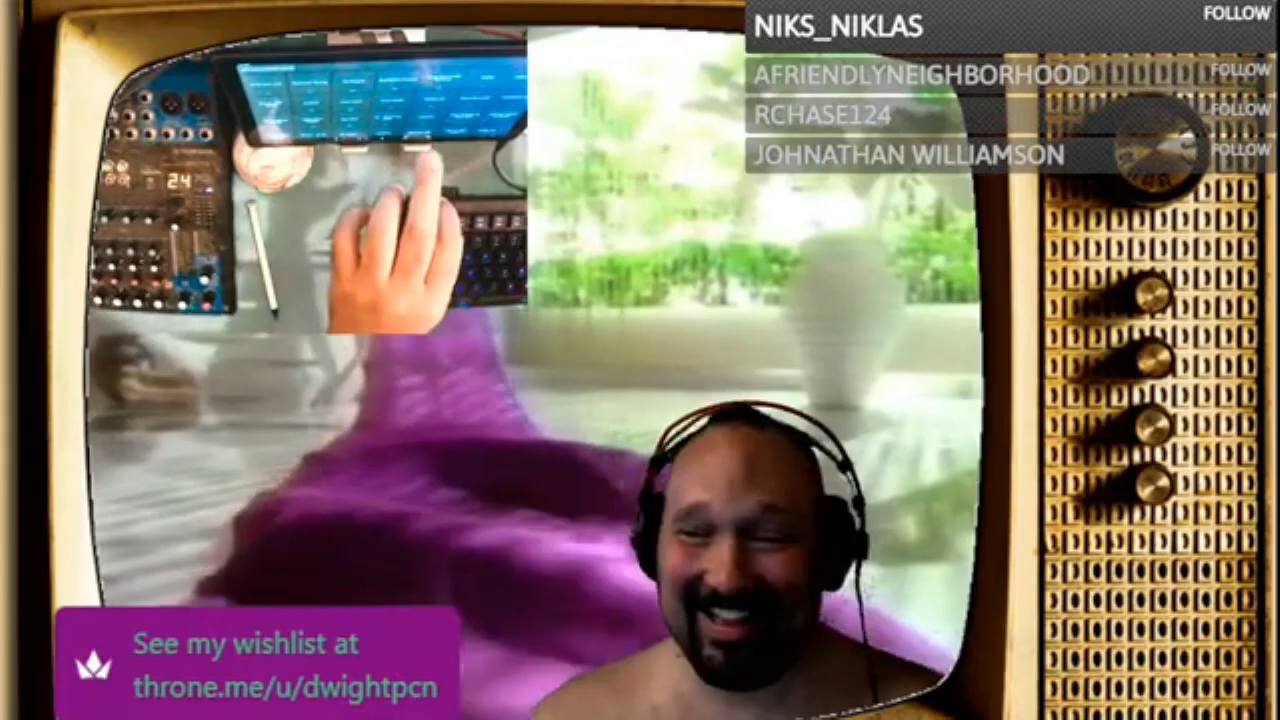 NIKS_NIKLAS FOLLOW
AFRIENDLYNEIGHBORHOOD FOLLOW
RCHASE124 FOLLOW
JOHNATHAN WILLIAMSON FOLLOW
24
See my wishlist at
throne.me/u/dwightpcn